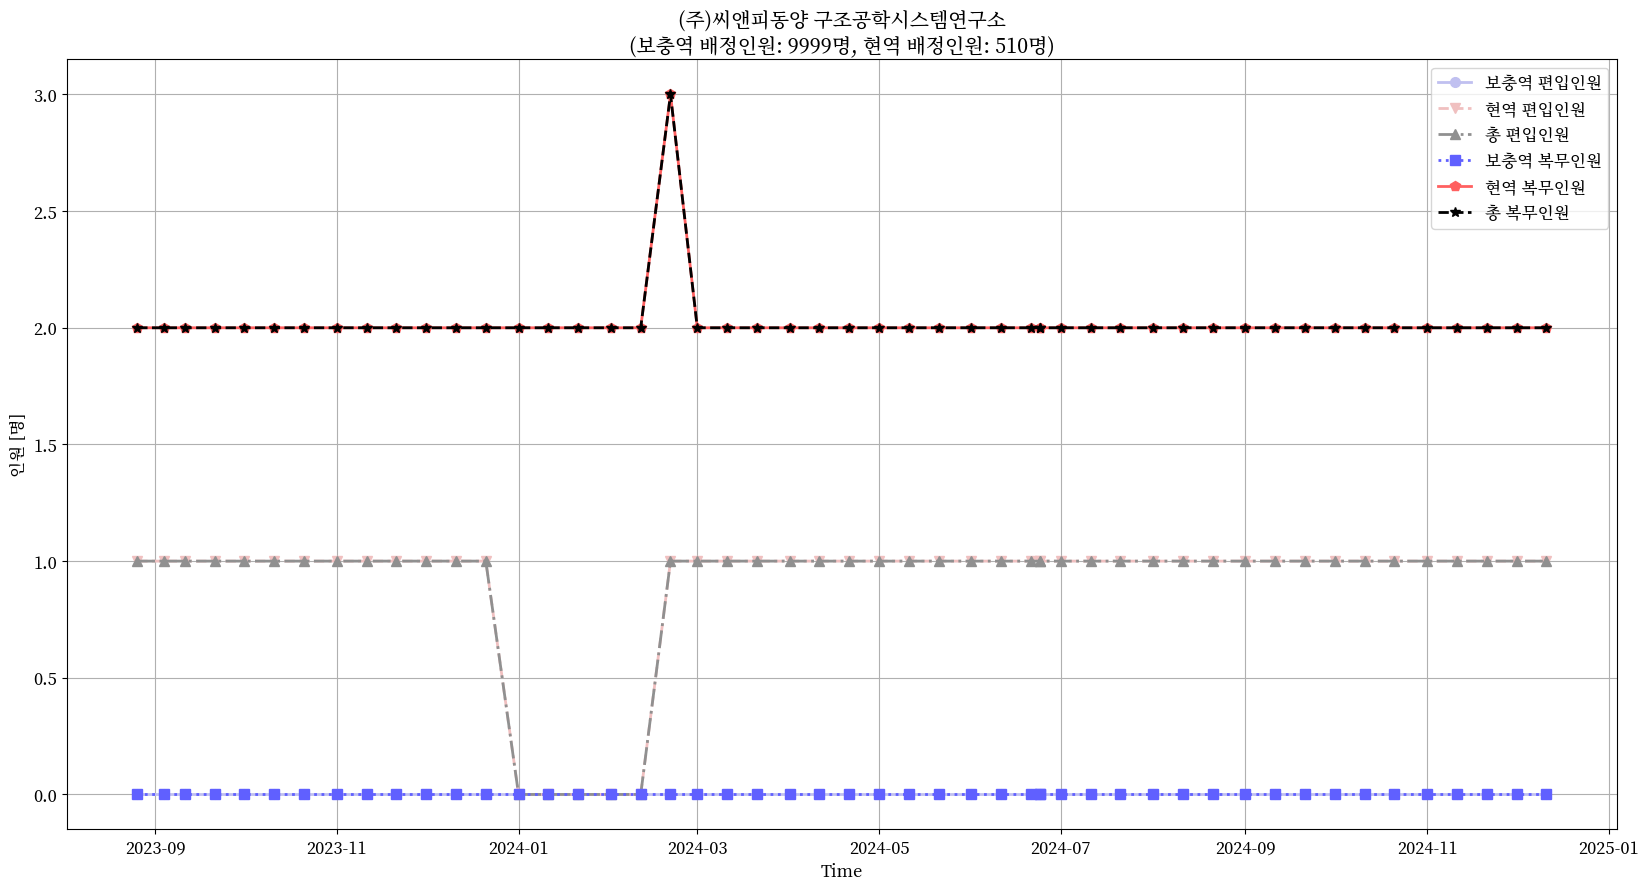 (주)씨앤피동양 구조공학시스템연구소
(보충역 배정인원: 9999명, 현역 배정인원: 510명)
보충역 편입인원
현역 편입인원
총 편입인원
보충역 복무인원
현역 복무인원
총 복무인원
인원 [명]
3.0
2.5
2.0
1.5
1.0
0.5
0.0
2023-09
2023-11
2024-01
2024-03
2024-05
2024-07
2024-09
2024-11
2025-01
Time